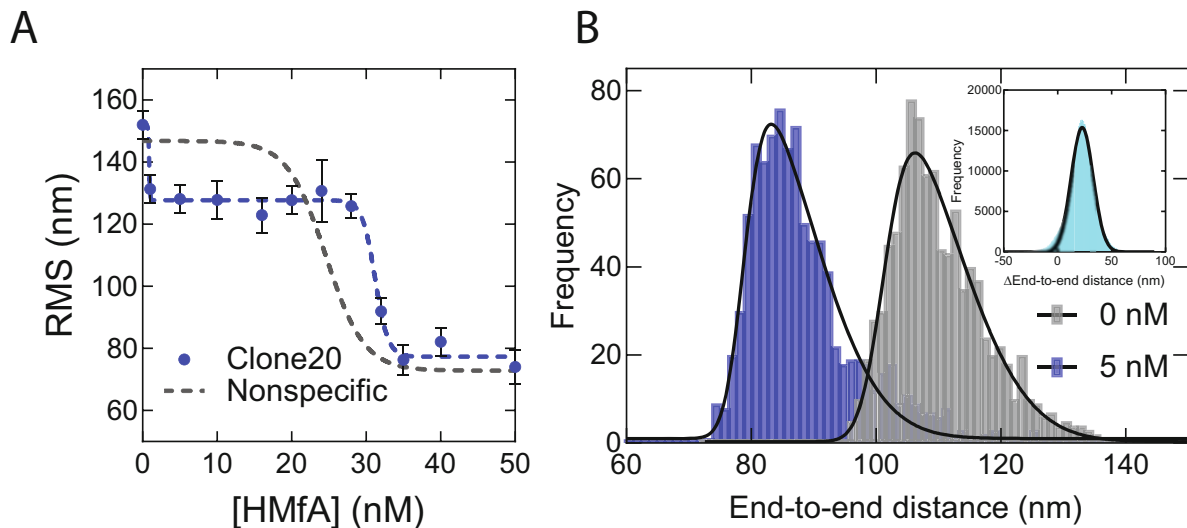 A
RMS (nm)
160
140
120
100
80
60
Clone20
Nonspecific
0
10
20
30
40
50
[HMfA] (nM)
B
Frequency
80
60
40
20
0
60
80
100
120
140
End-to-end distance (nm)
Frequency
20000
15000
10000
5000
0
-50
0
50
100
ΔEnd-to-end distance (nm)
0 nM
5 nM